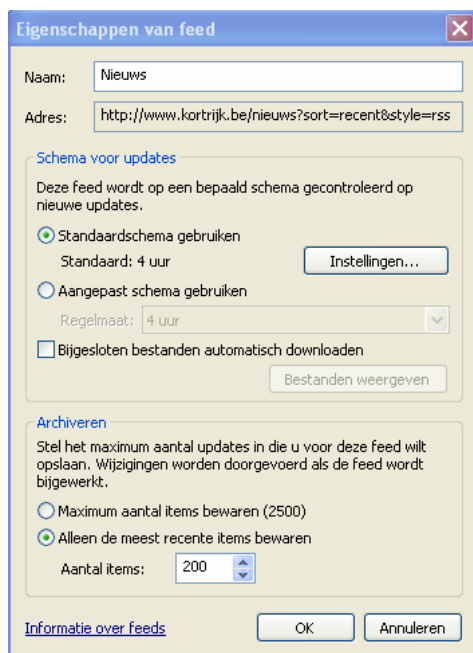 Eigenschappen van feed
Naam: Nieuws
Adres: http://www.kortrijk.be/nieuws?sort=recent&style=rss
Schema voor updates
Deze feed wordt op een bepaald schema gecontroleerd op
nieuwe updates.
Standaardschema gebruiken
Standaard: 4 uur Instellingen...
Aangepast schema gebruiken
Regelmaat: 4 uur
Bijgesloten bestanden automatisch downloaden
Bestanden weergeven
Archiveren
Stel het maximum aantal updates in die u voor deze feed wilt
opslaan. Wijzigingen worden doorgevoerd als de feed wordt
bijgewerkt.
Maximum aantal items bewaren (2500)
Alleen de meest recente items bewaren
Aantal items: 200
Informatie over feeds OK Annuleren